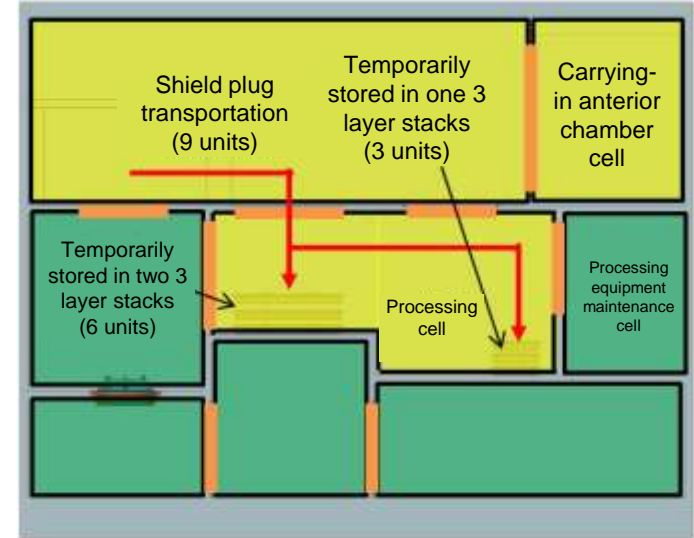 Shield plug
transportation
(9 units)
Temporarily
stored in one 3
layer stacks
(3 units)
Carrying-
in anterior
chamber
cell
Temporarily
stored in two 3
layer stacks
(6 units)
Processing
cell
Processing
equipment
maintenance
cell